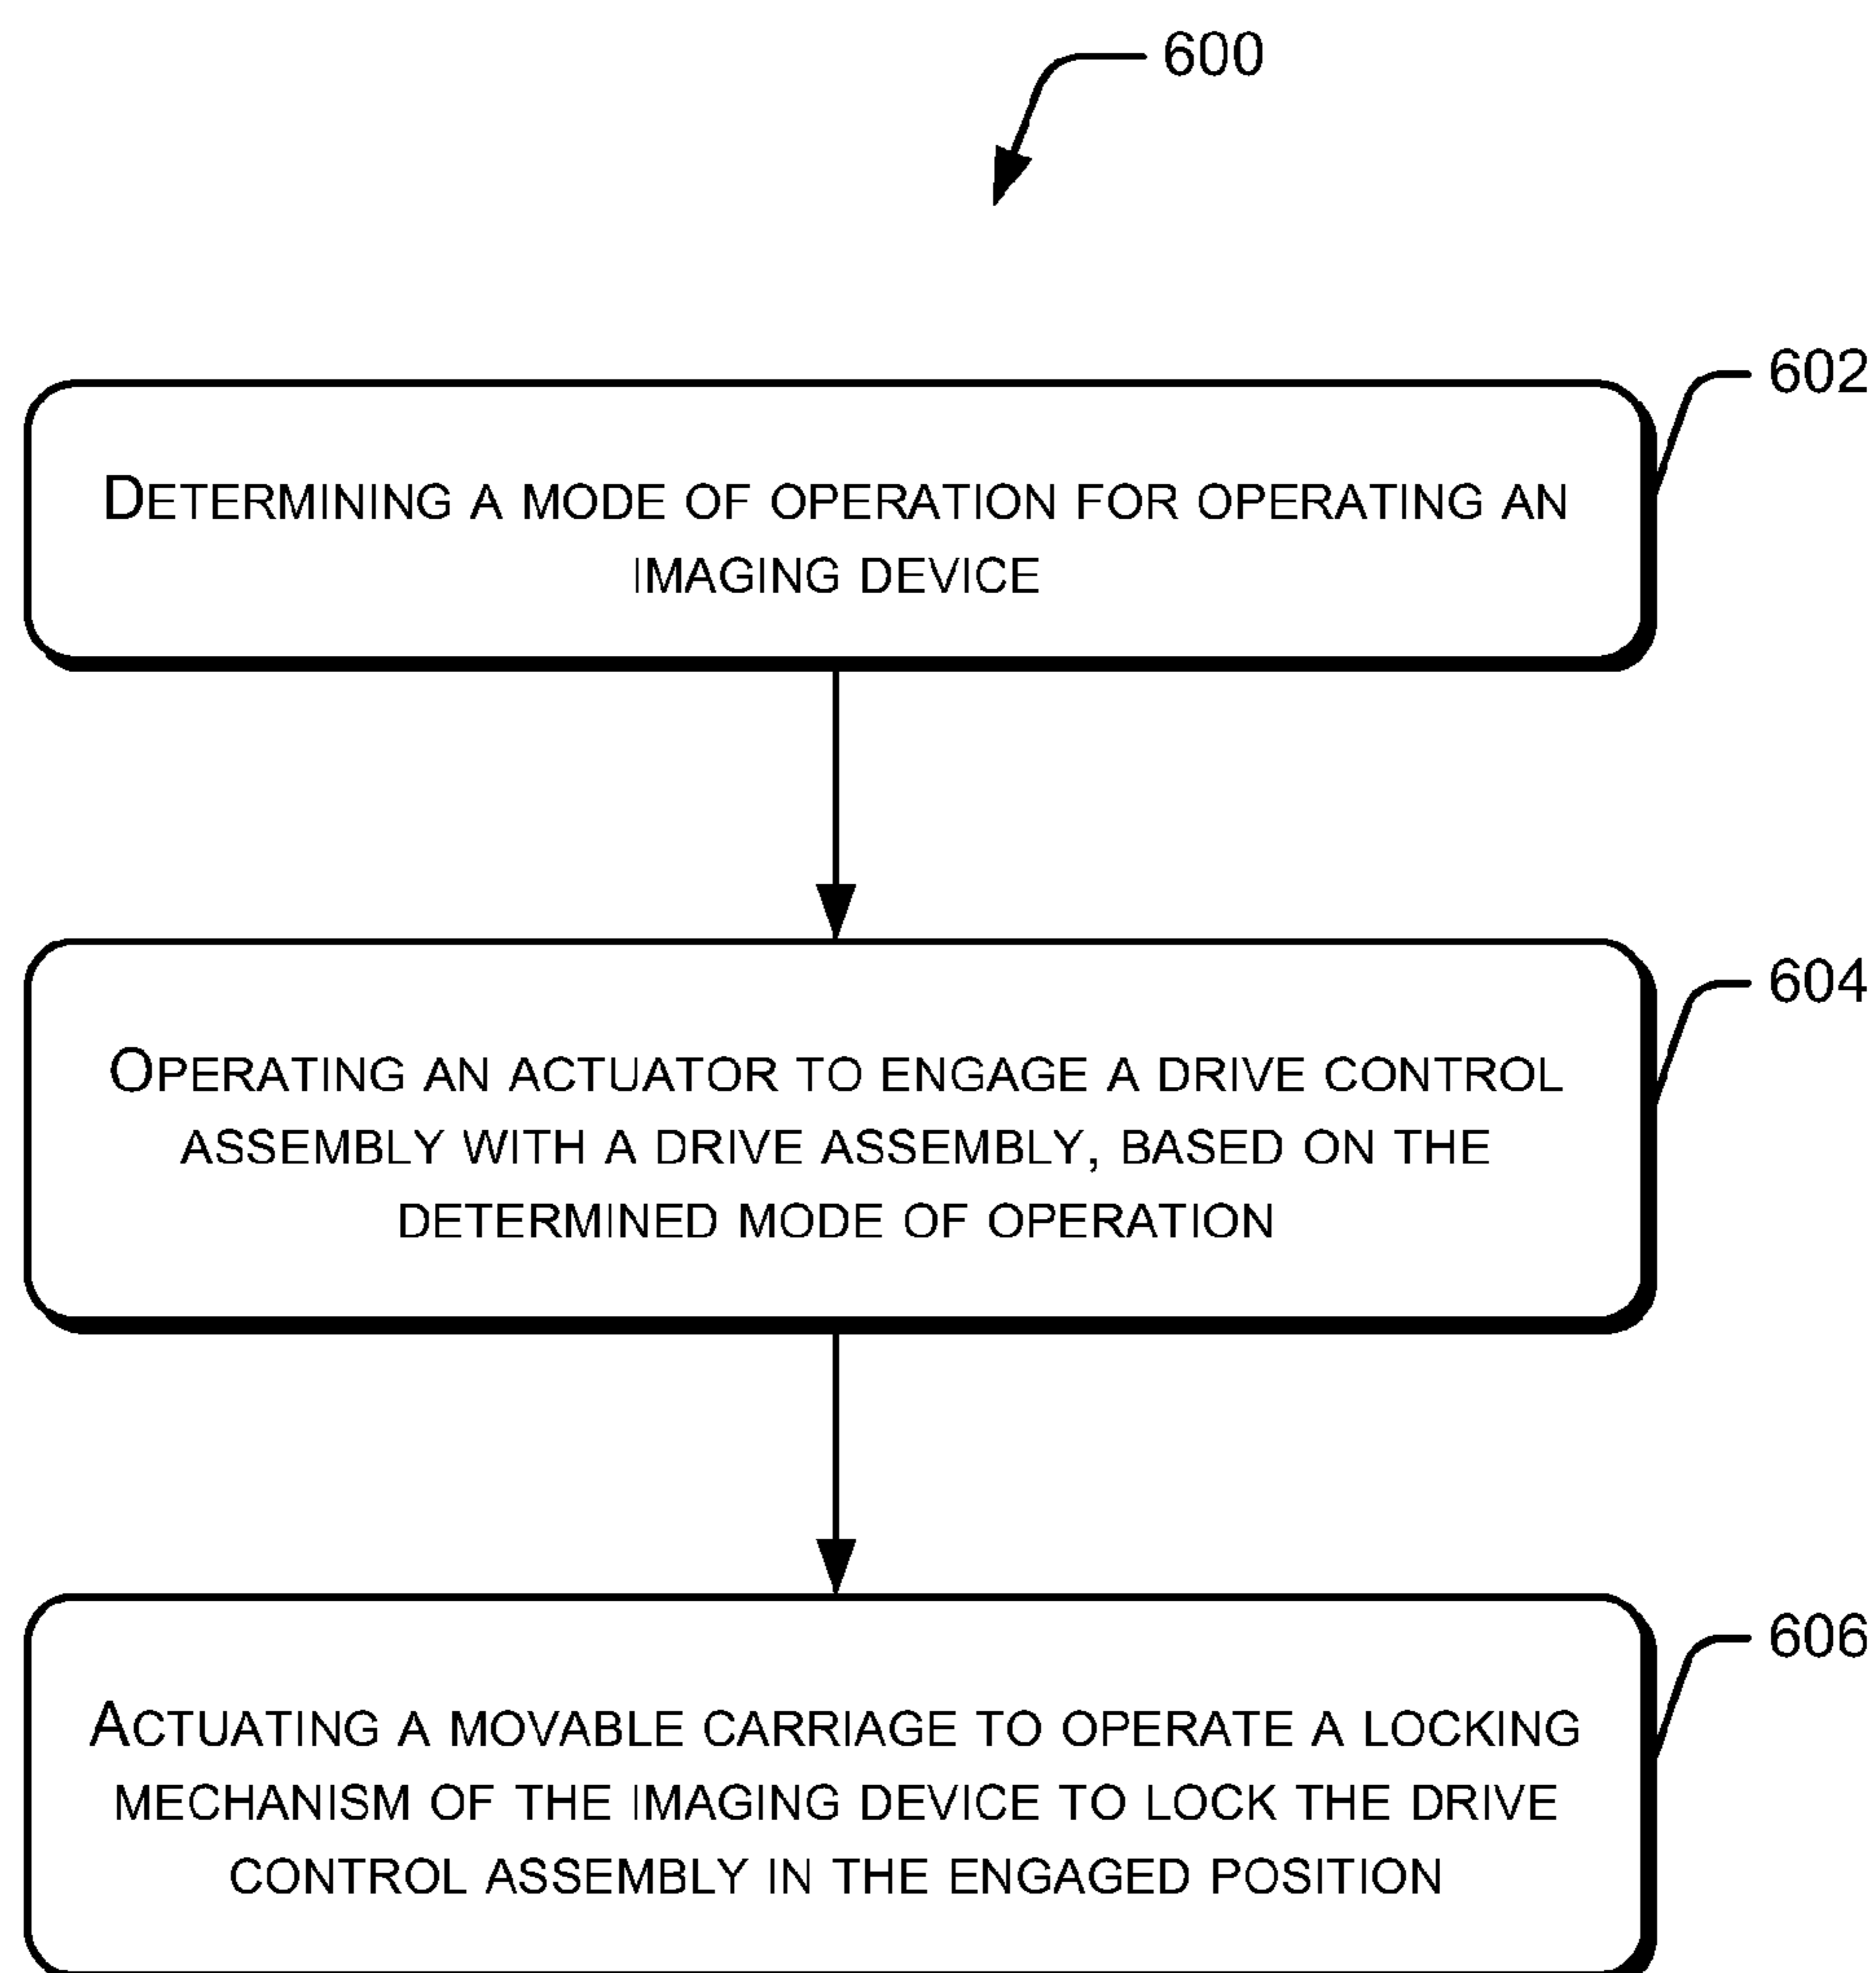 600
602
DETERMINING A MODE OF OPERATION FOR OPERATING AN
IMAGING DEVICE
604
OPERATING AN ACTUATOR TO ENGAGE A DRIVE CONTROL
ASSEMBLY WITH A DRIVE ASSEMBLY, BASED ON THE
DETERMINED MODE OF OPERATION
606
ACTUATING A MOVABLE CARRIAGE TO OPERATE A LOCKING
MECHANISM OF THE IMAGING DEVICE TO LOCK THE DRIVE
CONTROL ASSEMBLY IN THE ENGAGED POSITION